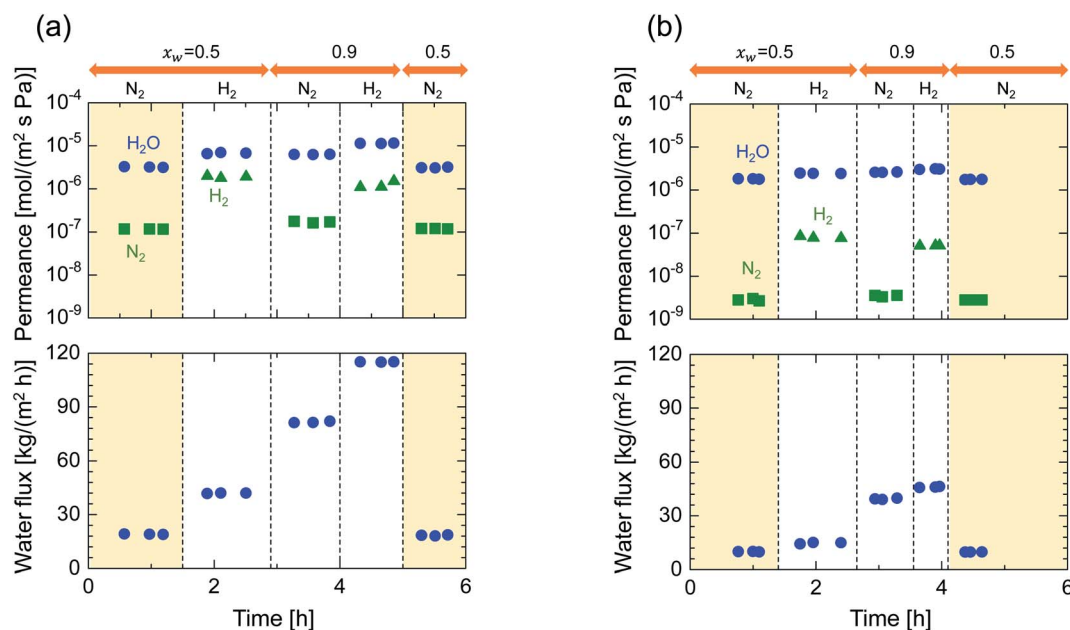 (a)
x_w=0.5 0.9 0.5
N₂ H₂ N₂ H₂ N₂
Permeance [mol/(m² s Pa)]
10⁻⁴
10⁻⁵
10⁻⁶
10⁻⁷
10⁻⁸
10⁻⁹
H₂O
H₂
N₂
Water flux [kg/(m² h)]
120
90
60
30
0
0 2 4 6
Time [h]
(b)
x_w=0.5 0.9 0.5
N₂ H₂ N₂ H₂ N₂
Permeance [mol/(m² s Pa)]
10⁻⁴
10⁻⁵
10⁻⁶
10⁻⁷
10⁻⁸
10⁻⁹
H₂O
H₂
N₂
Water flux [kg/(m² h)]
120
90
60
30
0
0 2 4 6
Time [h]